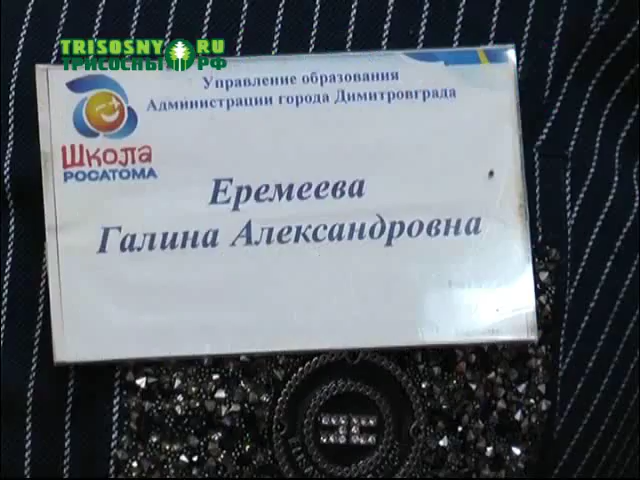 TRISOSNY.RU
ТРИСОСНЫ.РФ
Управление образования
Администрации города Димитровграда
Школа
РОСАТОМА
Еремеева
Галина Александровна